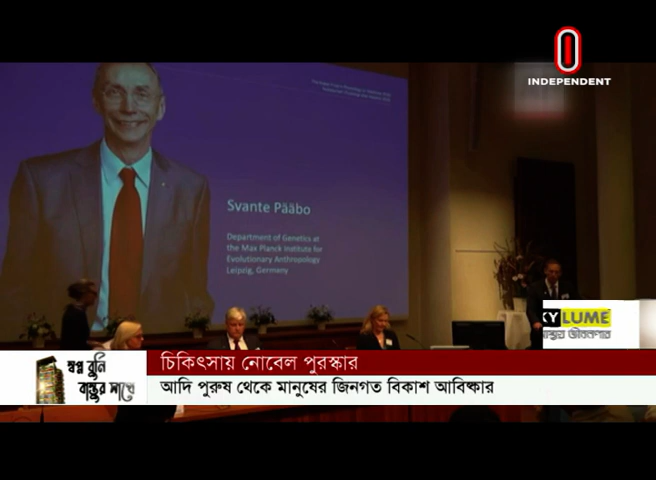 INDEPENDENT
Svante Pääbo
Department of Genetics at
the Max Planck Institute for
Evolutionary Anthropology
Leipzig, Germany
KYLUME
স্বপ্ন বুনি
বাস্তুর সাথে
চিকিৎসায় নোবেল পুরস্কার
আদি পুরুষ থেকে মানুষের জিনগত বিকাশ আবিষ্কার